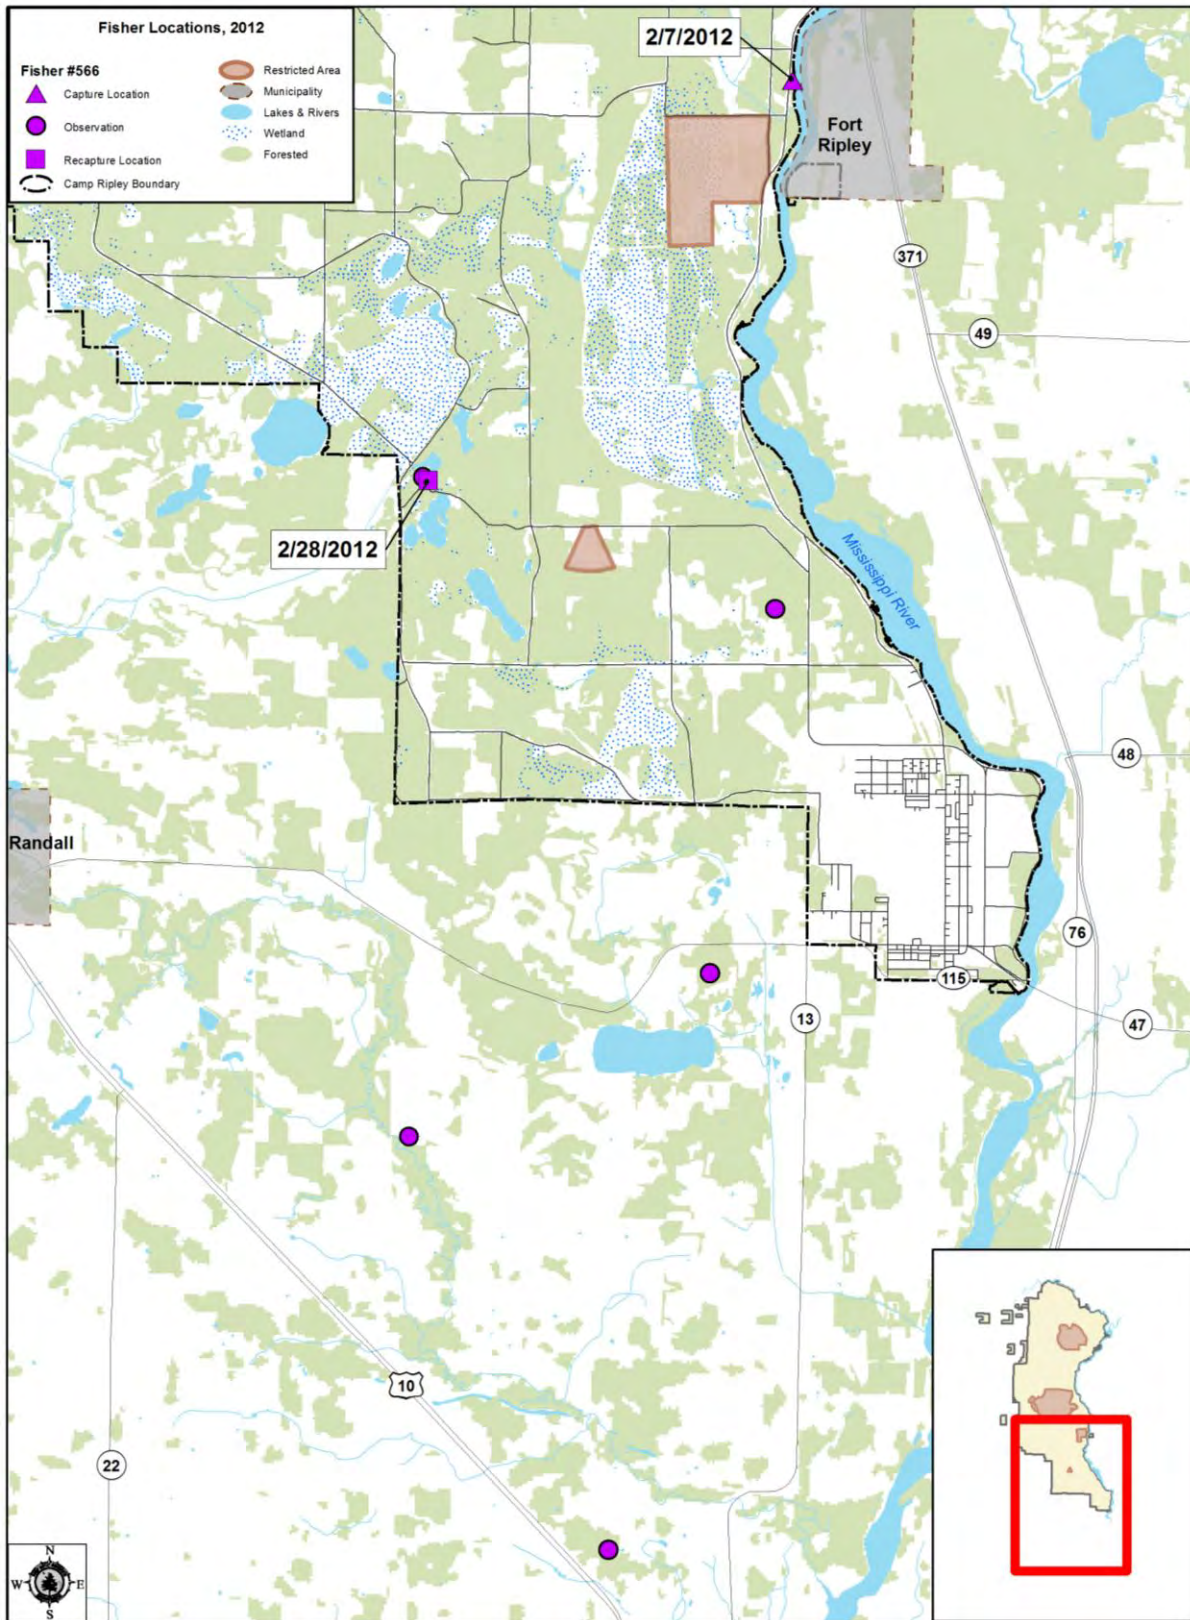 Fisher Locations, 2012
Fisher #566
Capture Location
Observation
Recapture Location
Camp Ripley Boundary
Restricted Area
Municipality
Lakes & Rivers
Wetland
Forested
2/7/2012
Fort
Ripley
371
49
2/28/2012
Mississippi River
48
Randall
76
115
13
47
10
22
N
W E
S